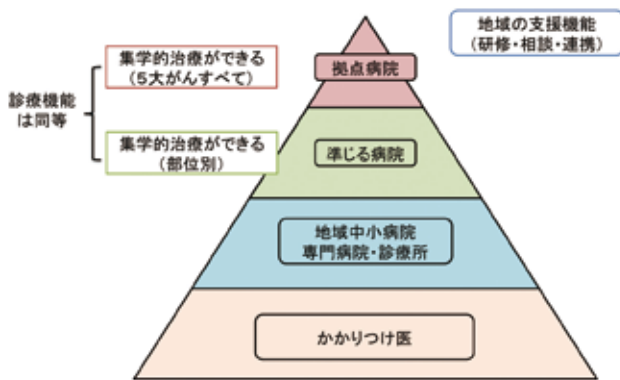 地域の支援機能
(研修・相談・連携)
集学的治療ができる
(5大がんすべて)
拠点病院
診療機能
は同等
集学的治療ができる
(部位別)
準じる病院
地域中小病院
専門病院・診療所
かかりつけ医